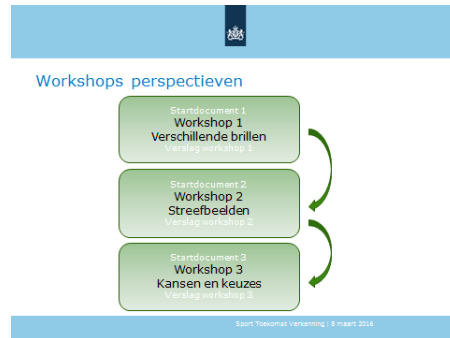 Workshops perspectieven
Startdocument 1
Workshop 1
Verschillende brillen
Verslag workshop 1
Startdocument 2
Workshop 2
Streefbeelden
Verslag workshop 2
Startdocument 3
Workshop 3
Kansen en keuzes
Verslag workshop 3
Sport Toekomst Verkenning | 8 maart 2016